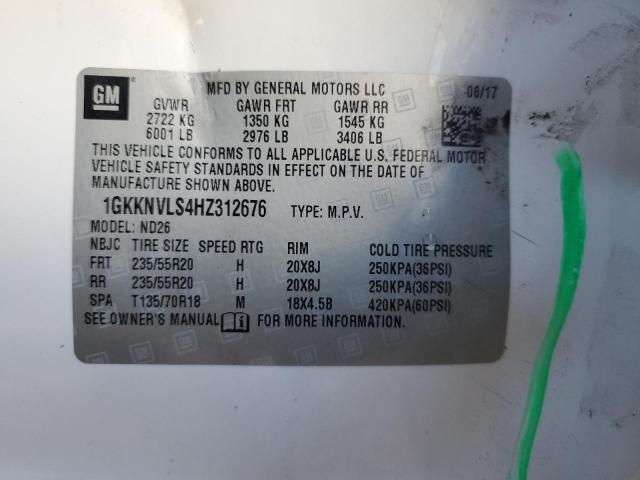 GM
MFD BY GENERAL MOTORS LLC 06/17
GVWR GAWR FRT GAWR RR
2722 KG 1350 KG 1545 KG
6001 LB 2976 LB 3406 LB
THIS VEHICLE CONFORMS TO ALL APPLICABLE U.S. FEDERAL MOTOR
VEHICLE SAFETY STANDARDS IN EFFECT ON THE DATE OF
MANUFACTURE SHOWN ABOVE.
1GKKNVLS4HZ312676 TYPE: M.P.V.
MODEL: ND26
NBJC TIRE SIZE SPEED RTG RIM COLD TIRE PRESSURE
FRT 235/55R20 H 20X8J 250KPA(36PSI)
RR 235/55R20 H 20X8J 250KPA(36PSI)
SPA T135/70R18 M 18X4.5B 420KPA(60PSI)
SEE OWNER'S MANUAL FOR MORE INFORMATION.